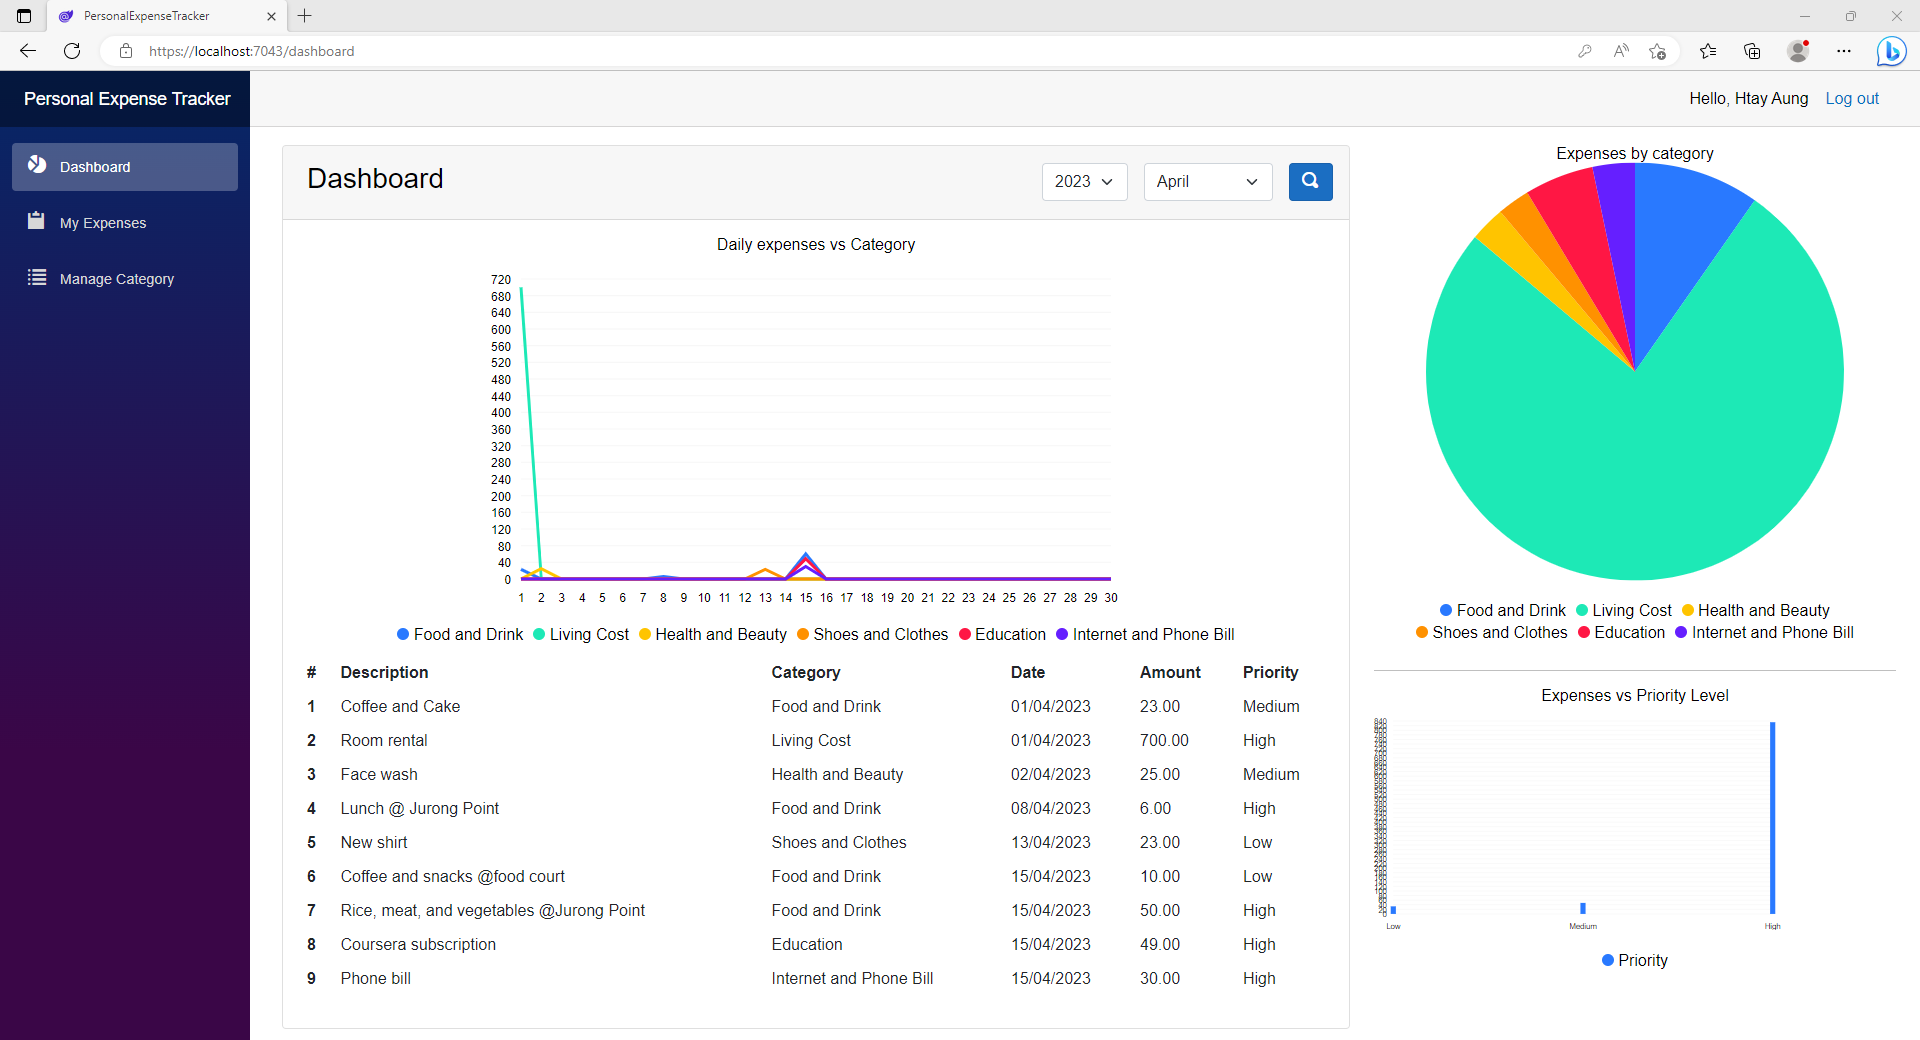 PersonalExpenseTracker
https://localhost:7043/dashboard
Personal Expense Tracker
Hello, Htay Aung Log out
Dashboard
My Expenses
Manage Category
Dashboard
2023
April
Daily expenses vs Category
720
680
640
600
560
520
480
440
400
360
320
280
240
200
160
120
80
40
0
1 2 3 4 5 6 7 8 9 10 11 12 13 14 15 16 17 18 19 20 21 22 23 24 25 26 27 28 29 30
Food and Drink Living Cost Health and Beauty Shoes and Clothes Education Internet and Phone Bill
# Description Category Date Amount Priority
1 Coffee and Cake Food and Drink 01/04/2023 23.00 Medium
2 Room rental Living Cost 01/04/2023 700.00 High
3 Face wash Health and Beauty 02/04/2023 25.00 Medium
4 Lunch @ Jurong Point Food and Drink 08/04/2023 6.00 High
5 New shirt Shoes and Clothes 13/04/2023 23.00 Low
6 Coffee and snacks @food court Food and Drink 15/04/2023 10.00 Low
7 Rice, meat, and vegetables @Jurong Point Food and Drink 15/04/2023 50.00 High
8 Coursera subscription Education 15/04/2023 49.00 High
9 Phone bill Internet and Phone Bill 15/04/2023 30.00 High
Expenses by category
Food and Drink Living Cost Health and Beauty
Shoes and Clothes Education Internet and Phone Bill
Expenses vs Priority Level
Low Medium High
Priority